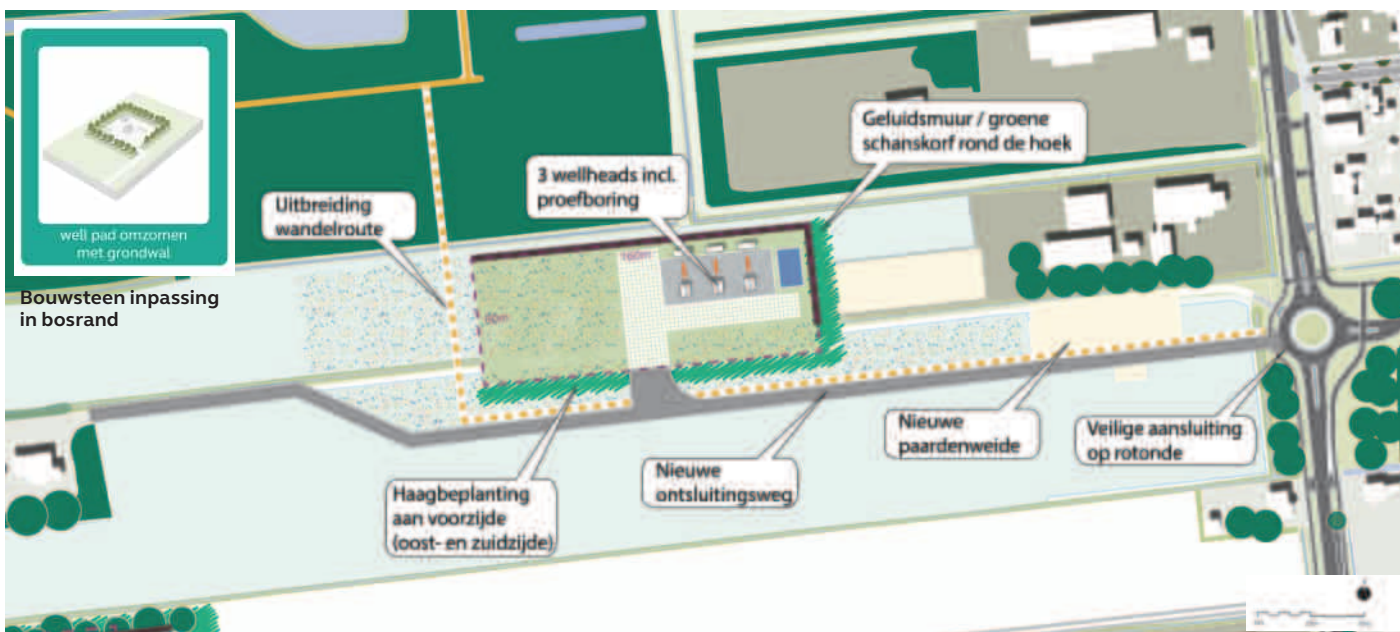 well pad omzomen
met grondwal
Bouwsteen inpassing
in bosrand
Uitbreiding
wandelroute
3 wellheads incl.
proefboring
Geluidsmuur / groene
schanskorf rond de hoek
160m
60m
Haagbeplanting
aan voorzijde
(oost- en zuidzijde)
Nieuwe
ontsluitingsweg
Nieuwe
paardenweide
Veilige aansluiting
op rotonde